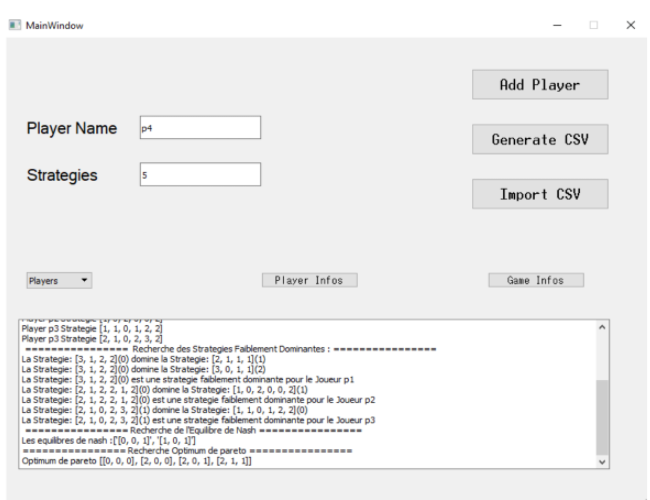 MainWindow
Add Player
Player Name
p4
Generate CSV
Strategies
5
Import CSV
Players
Player Infos
Game Infos
Player p3 Strategie [1, 1, 0, 1, 2, 2]
Player p3 Strategie [2, 1, 0, 2, 3, 2]
================ Recherche des Strategies Faiblement Dominantes : ================
La Strategie: [3, 1, 2, 2](0) domine la Strategie: [2, 1, 1, 1](1)
La Strategie: [3, 1, 2, 2](0) domine la Strategie: [3, 0, 1, 1](2)
La Strategie: [3, 1, 2, 2](0) est une strategie faiblement dominante pour le Joueur p1
La Strategie: [2, 1, 2, 2, 1, 2](0) domine la Strategie: [1, 0, 2, 0, 0, 2](1)
La Strategie: [2, 1, 2, 2, 1, 2](0) est une strategie faiblement dominante pour le Joueur p2
La Strategie: [2, 1, 0, 2, 3, 2](1) domine la Strategie: [1, 1, 0, 1, 2, 2](0)
La Strategie: [2, 1, 0, 2, 3, 2](1) est une strategie faiblement dominante pour le Joueur p3
================Recherche de l'Equilibre de Nash ================
Les equilibres de nash :['[0, 0, 1]', '[1, 0, 1]']
================Recherche Optimum de pareto ================
Optimum de pareto [[0, 0, 0], [2, 0, 0], [2, 0, 1], [2, 1, 1]]